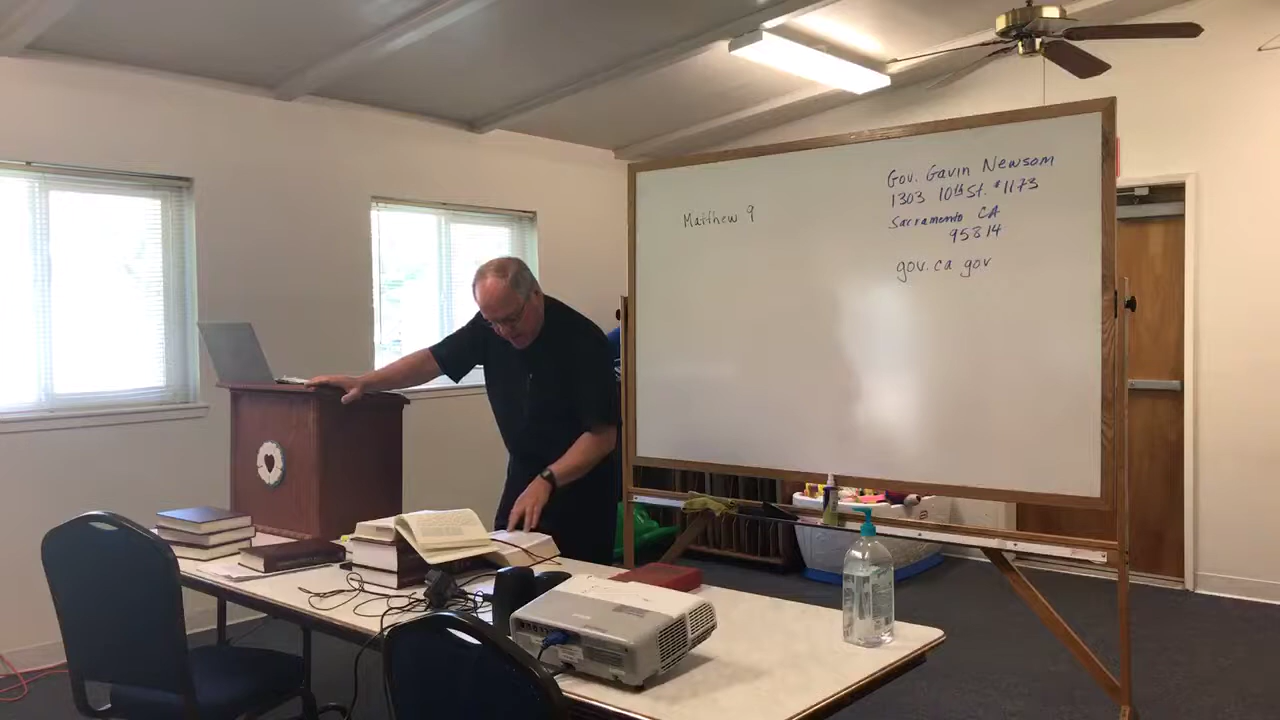 Matthew 9
Gov. Gavin Newsom
1303 10th St. #1173
Sacramento CA
95814
gov.ca gov